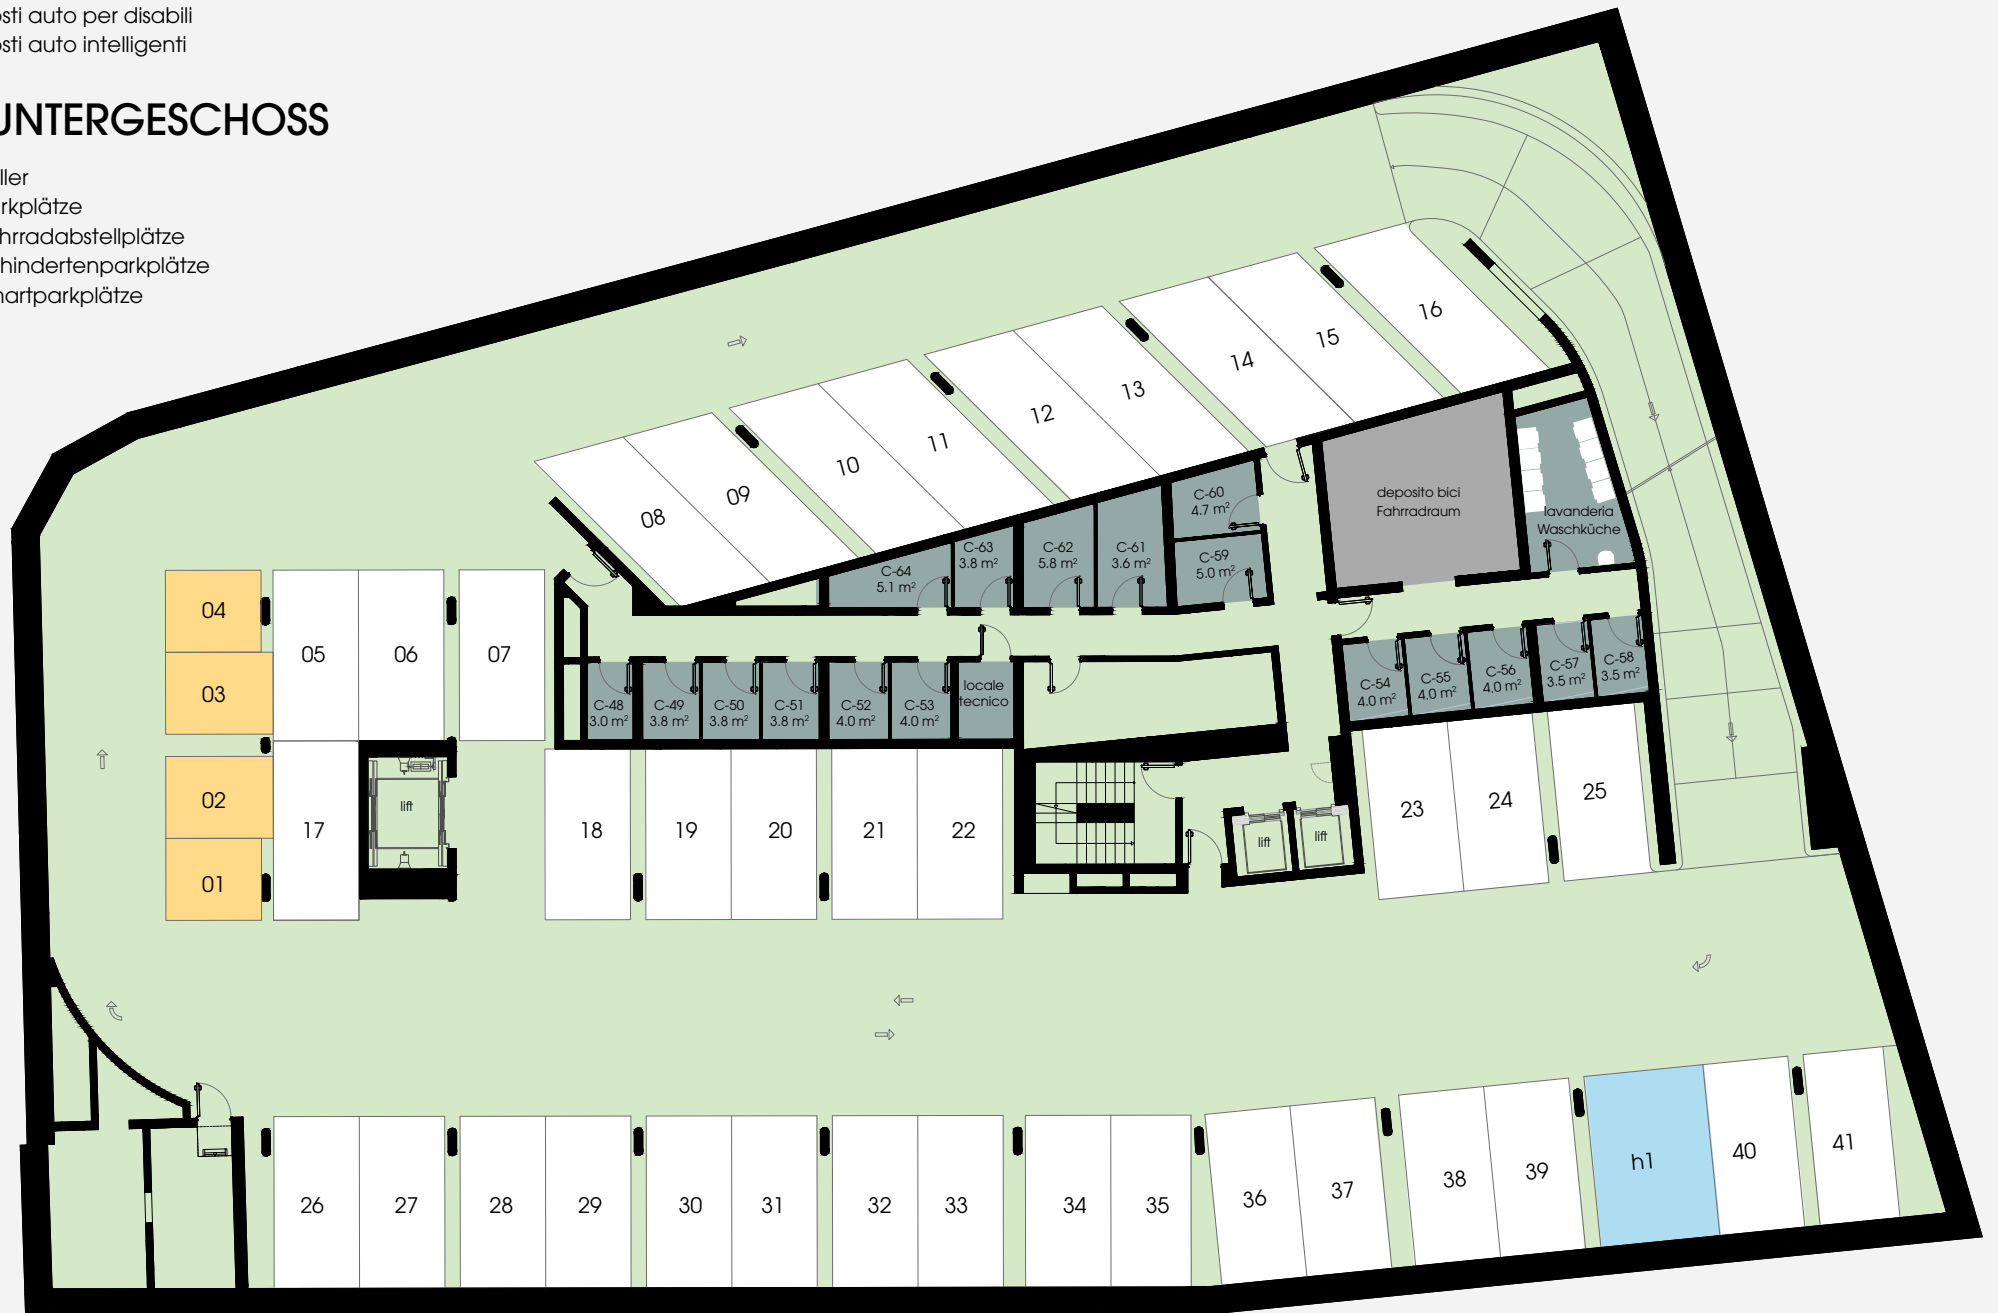 osti auto per disabili
osti auto intelligenti
UNTERGESCHOSS
ller
rkplätze
hrradabstellplätze
hindertenparkplätze
nartparkplätze
16
15
14
13
12
11
10
09
08
deposito bici
Fahrradraum
lavanderia
Waschküche
C-60
4.7 m²
C-59
5.0 m²
C-61
3.6 m²
C-62
5.8 m²
C-63
3.8 m²
C-64
5.1 m²
04
03
02
01
05
06
07
17
lift
C-48
3.0 m²
C-49
3.8 m²
C-50
3.8 m²
C-51
3.8 m²
C-52
4.0 m²
C-53
4.0 m²
locale
tecnico
C-54
4.0 m²
C-55
4.0 m²
C-56
4.0 m²
C-57
3.5 m²
C-58
3.5 m²
18
19
20
21
22
lift
lift
23
24
25
26
27
28
29
30
31
32
33
34
35
36
37
38
39
h1
40
41